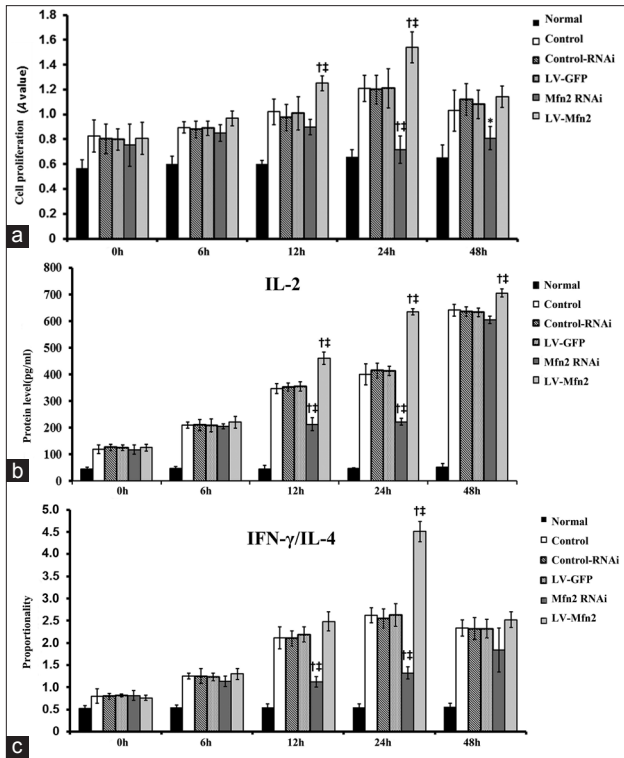 a
Cell proliferation (A value)
1.8
1.6
1.4
1.2
1.0
0.8
0.6
0.4
0.2
0
†‡
†‡
†‡
*
0h 6h 12h 24h 48h
Normal
Control
Control-RNAi
LV-GFP
Mfn2 RNAi
LV-Mfn2
b
IL-2
Protein level(pg/ml)
800
700
600
500
400
300
200
100
0
†‡
†‡
†‡
†‡
†‡
0h 6h 12h 24h 48h
Normal
Control
Control-RNAi
LV-GFP
Mfn2 RNAi
LV-Mfn2
c
IFN-γ/IL-4
Proportionality
5.0
4.5
4.0
3.5
3.0
2.5
2.0
1.5
1.0
0.5
0
†‡
†‡
†‡
0h 6h 12h 24h 48h
Normal
Control
Control-RNAi
LV-GFP
Mfn2 RNAi
LV-Mfn2